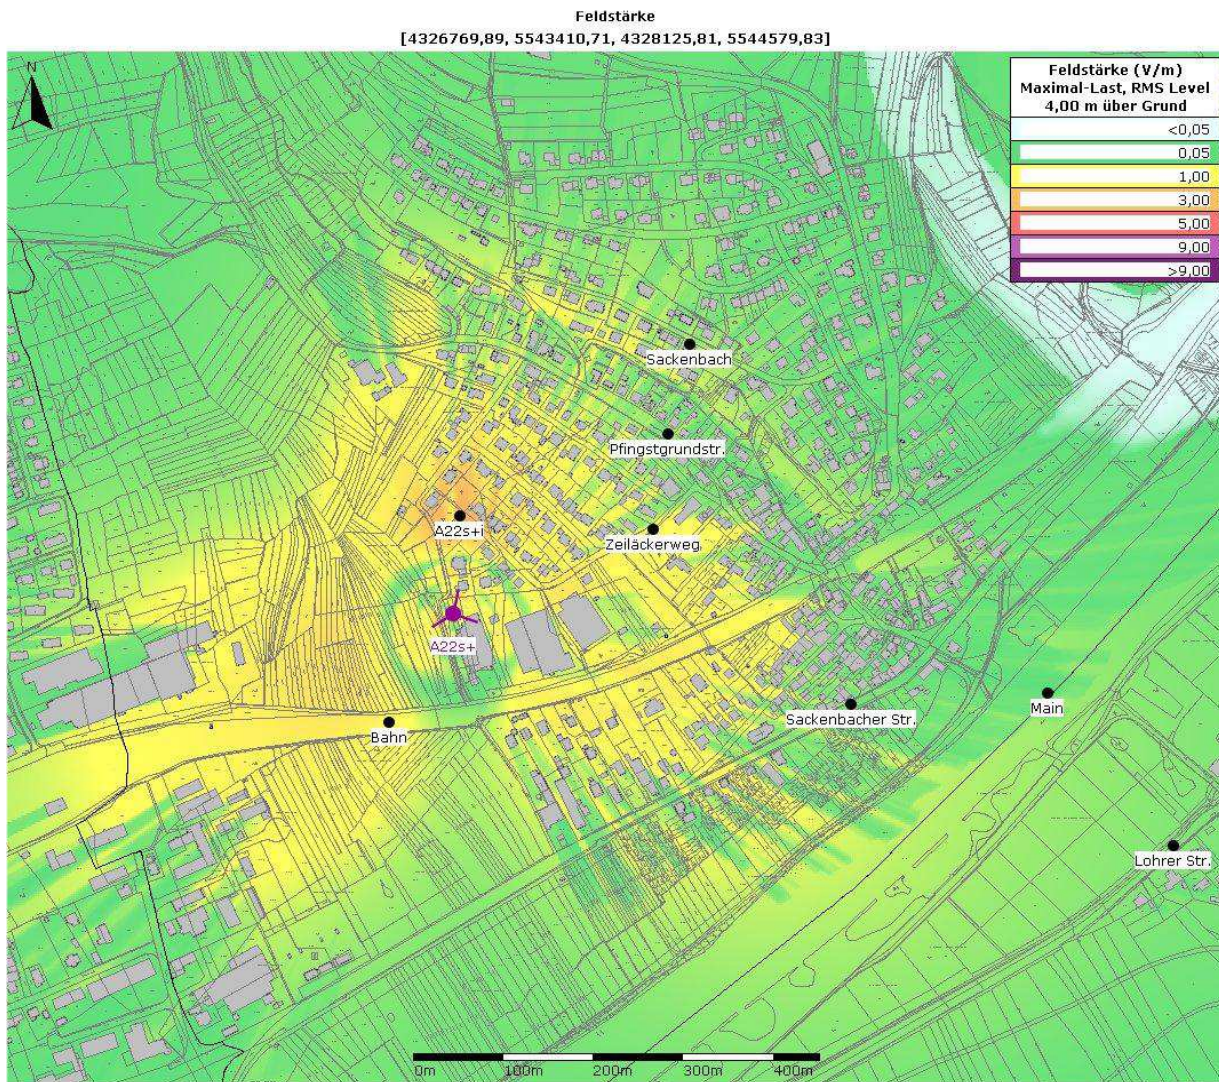 Feldstärke
[4326769,89, 5543410,71, 4328125,81, 5544579,83]
N
Feldstärke (V/m)
Maximal-Last, RMS Level
4,00 m über Grund
<0,05
0,05
1,00
3,00
5,00
9,00
>9,00
Sackenbach
Pfingstgrundstr.
A22s+i
Zeiläckerweg
A22s+
Bahn
Sackenbacher Str.
Main
Lohrer Str.
0m 100m 200m 300m 400m